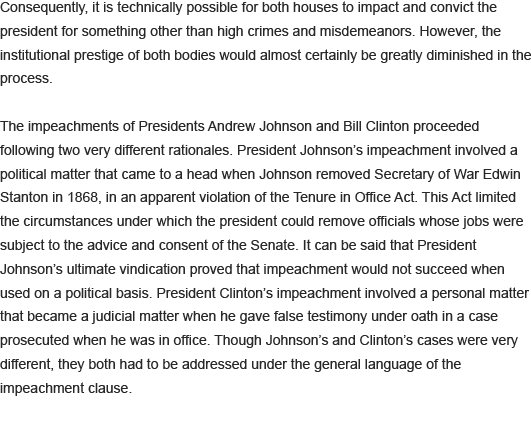 Consequently, it is technically possible for both houses to impact and convict the
president for something other than high crimes and misdemeanors. However, the
institutional prestige of both bodies would almost certainly be greatly diminished in the
process.
The impeachments of Presidents Andrew Johnson and Bill Clinton proceeded
following two very different rationales. President Johnson’s impeachment involved a
political matter that came to a head when Johnson removed Secretary of War Edwin
Stanton in 1868, in an apparent violation of the Tenure in Office Act. This Act limited
the circumstances under which the president could remove officials whose jobs were
subject to the advice and consent of the Senate. It can be said that President
Johnson’s ultimate vindication proved that impeachment would not succeed when
used on a political basis. President Clinton’s impeachment involved a personal matter
that became a judicial matter when he gave false testimony under oath in a case
prosecuted when he was in office. Though Johnson’s and Clinton’s cases were very
different, they both had to be addressed under the general language of the
impeachment clause.